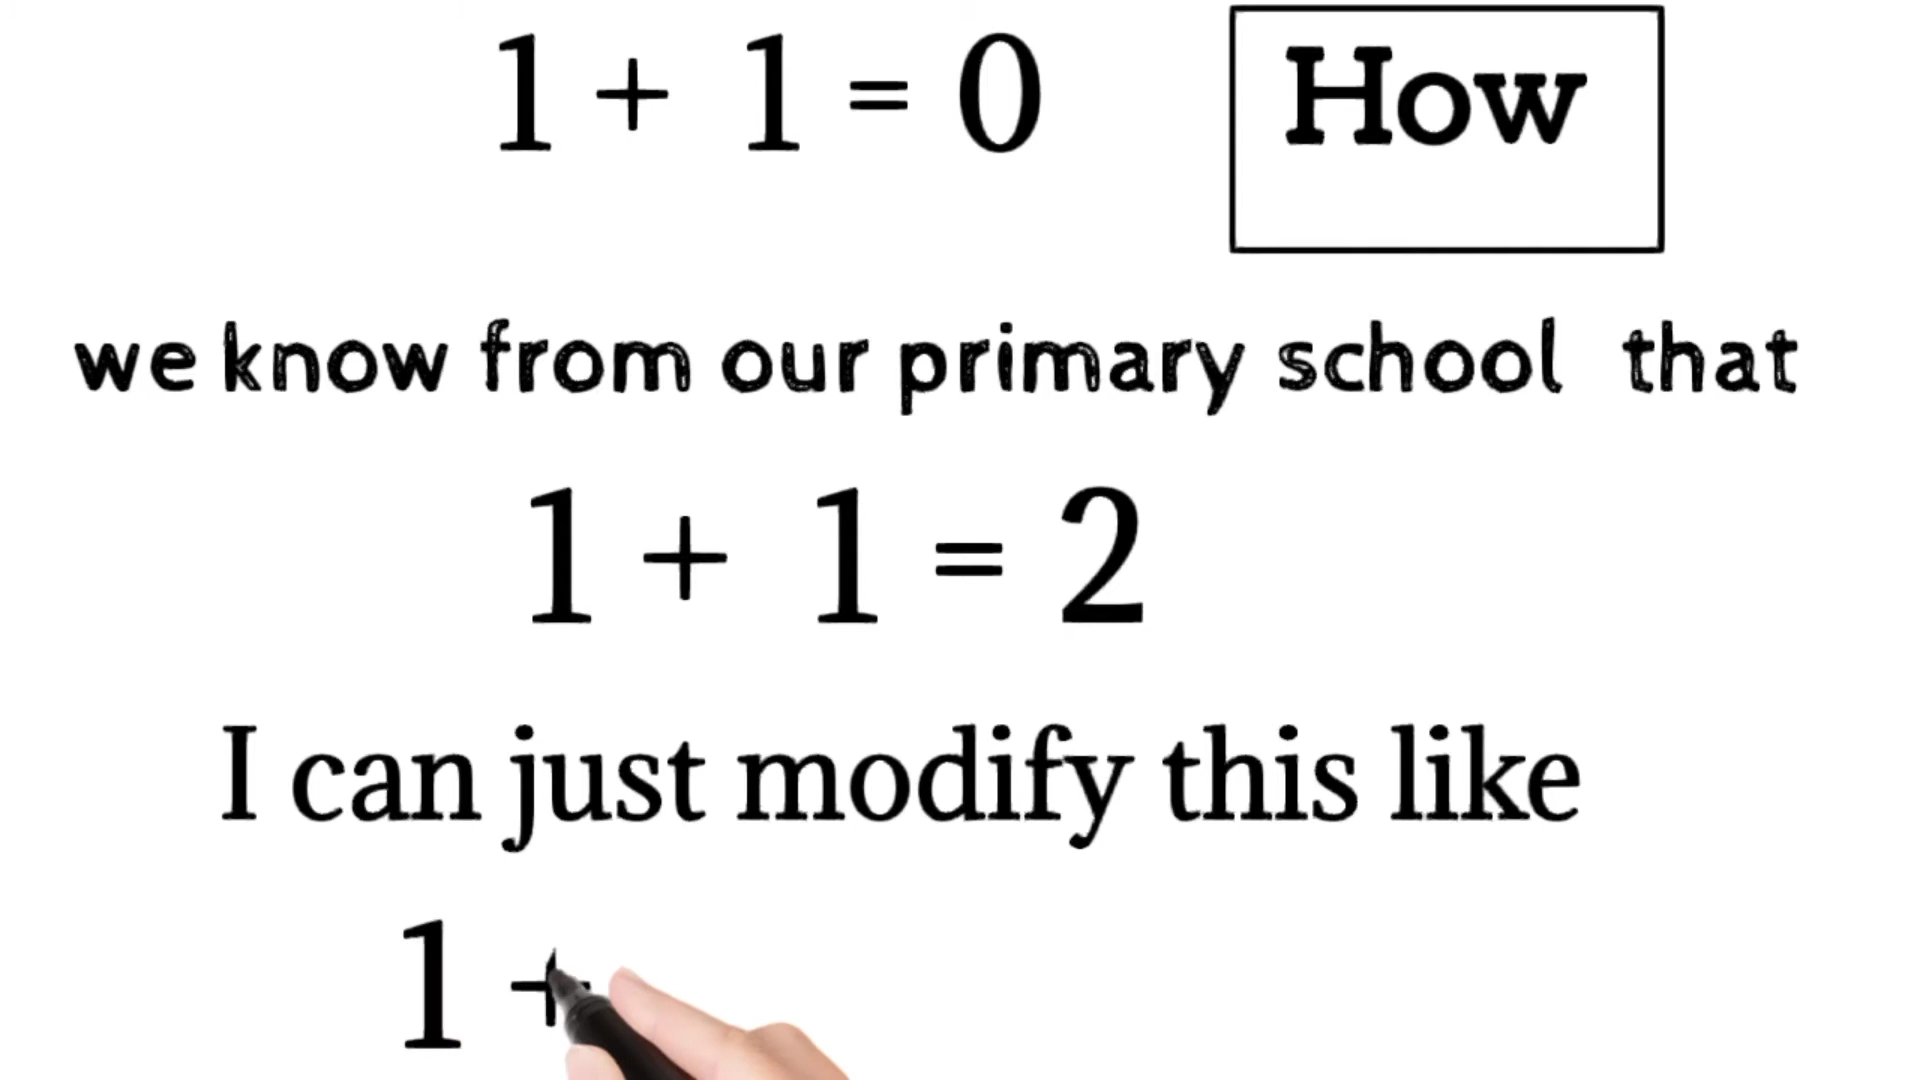 1 + 1 = 0
How
we know from our primary school that
1 + 1 = 2
I can just modify this like
1 +